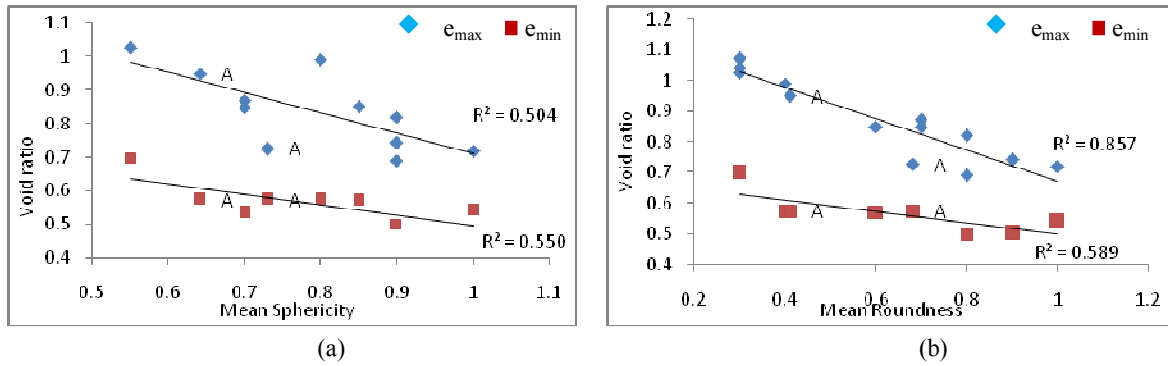 e_max e_min
Void ratio
1.1
1
0.9
0.8
0.7
0.6
0.5
0.4
A
A
A
A
R² = 0.504
R² = 0.550
0.5 0.6 0.7 0.8 0.9 1 1.1
Mean Sphericity
(a)
e_max e_min
Void ratio
1.2
1.1
1
0.9
0.8
0.7
0.6
0.5
0.4
A
A
A
A
R² = 0.857
R² = 0.589
0.2 0.4 0.6 0.8 1 1.2
Mean Roundness
(b)